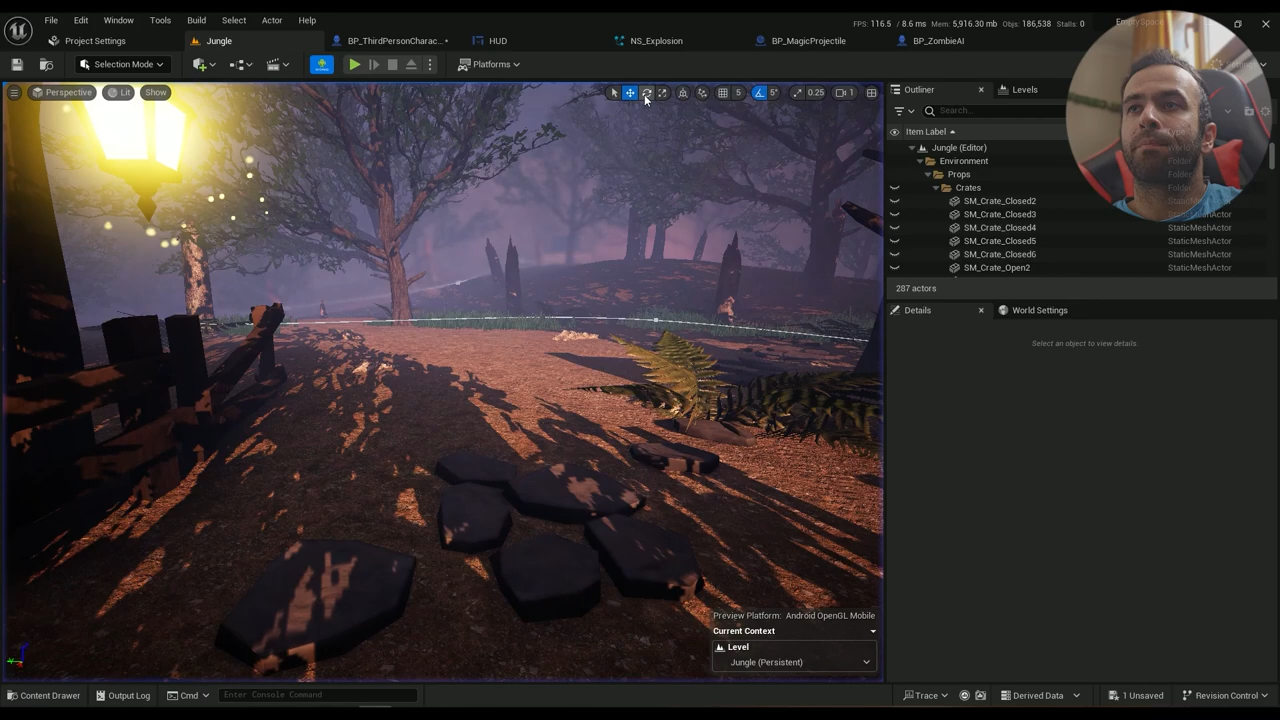 File Edit Window Tools Build Select Actor Help
FPS: 116.5 / 8.6 ms Mem: 5,916.30 mb Objs: 186,538 Stalls: 0
Project Settings Jungle BP_ThirdPersonCharac...• HUD NS_Explosion BP_MagicProjectile BP_ZombieAI
Selection Mode Platforms
Perspective Lit Show 5 5° 0.25 1
Outliner Levels
Search...
Item Label
Jungle (Editor)
Environment
Props
Crates
SM_Crate_Closed2
SM_Crate_Closed3 StaticMeshActor
SM_Crate_Closed4 StaticMeshActor
SM_Crate_Closed5 StaticMeshActor
SM_Crate_Closed6 StaticMeshActor
SM_Crate_Open2 StaticMeshActor
287 actors
Details World Settings
Select an object to view details.
Preview Platform: Android OpenGL Mobile
Current Context
Level
Jungle (Persistent)
Content Drawer Output Log Cmd Enter Console Command Trace Derived Data 1 Unsaved Revision Control